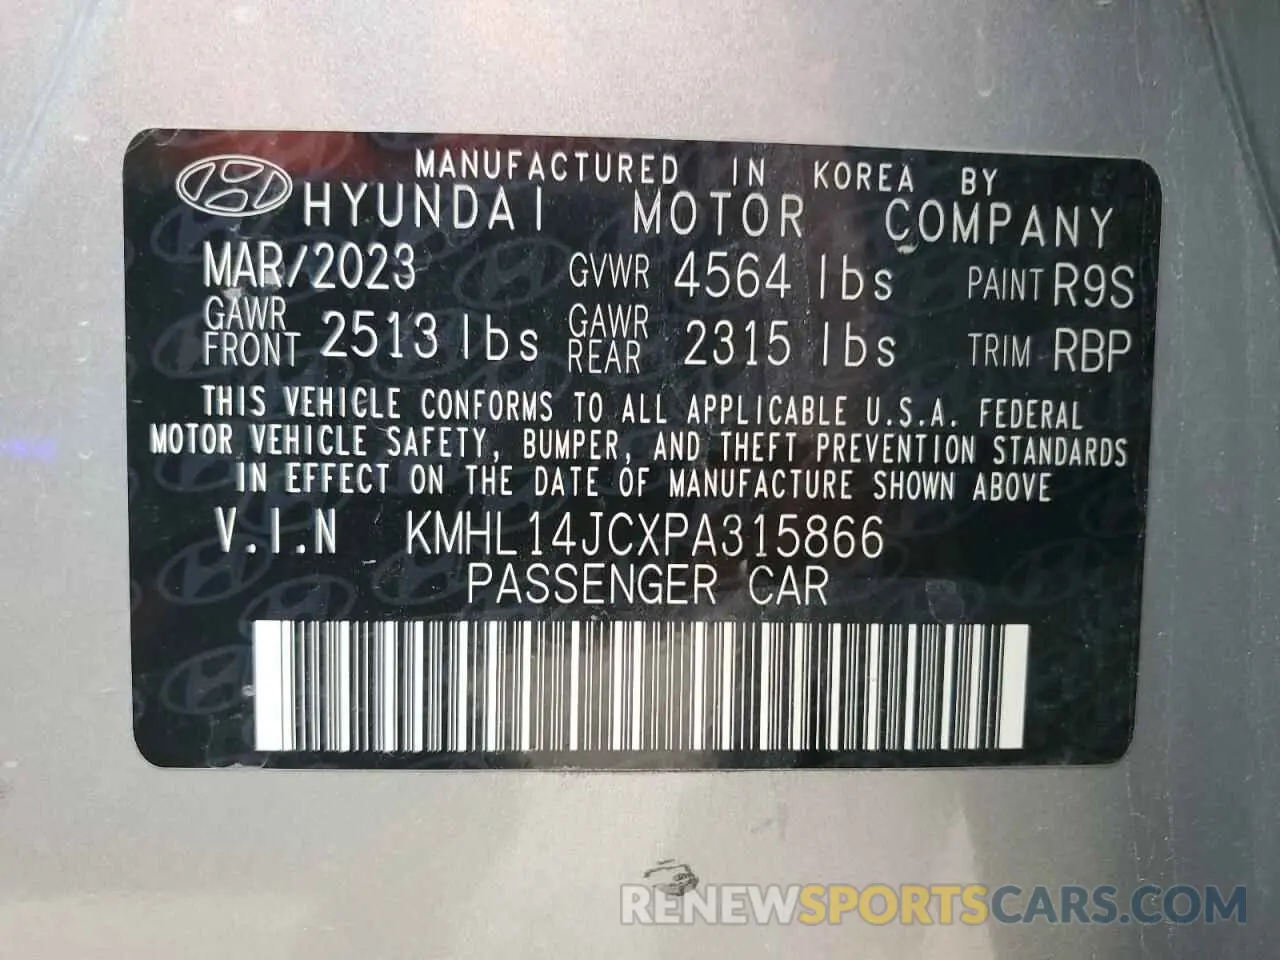 MANUFACTURED IN KOREA BY
HYUNDAI MOTOR COMPANY
MAR/2023 GVWR 4564 lbs PAINT R9S
GAWR FRONT 2513 lbs GAWR REAR 2315 lbs TRIM RBP
THIS VEHICLE CONFORMS TO ALL APPLICABLE U.S.A. FEDERAL
MOTOR VEHICLE SAFETY, BUMPER, AND THEFT PREVENTION STANDARDS
IN EFFECT ON THE DATE OF MANUFACTURE SHOWN ABOVE
V.I.N KMHL14JCXPA315866
PASSENGER CAR
RENEWSPORTSCARS.COM